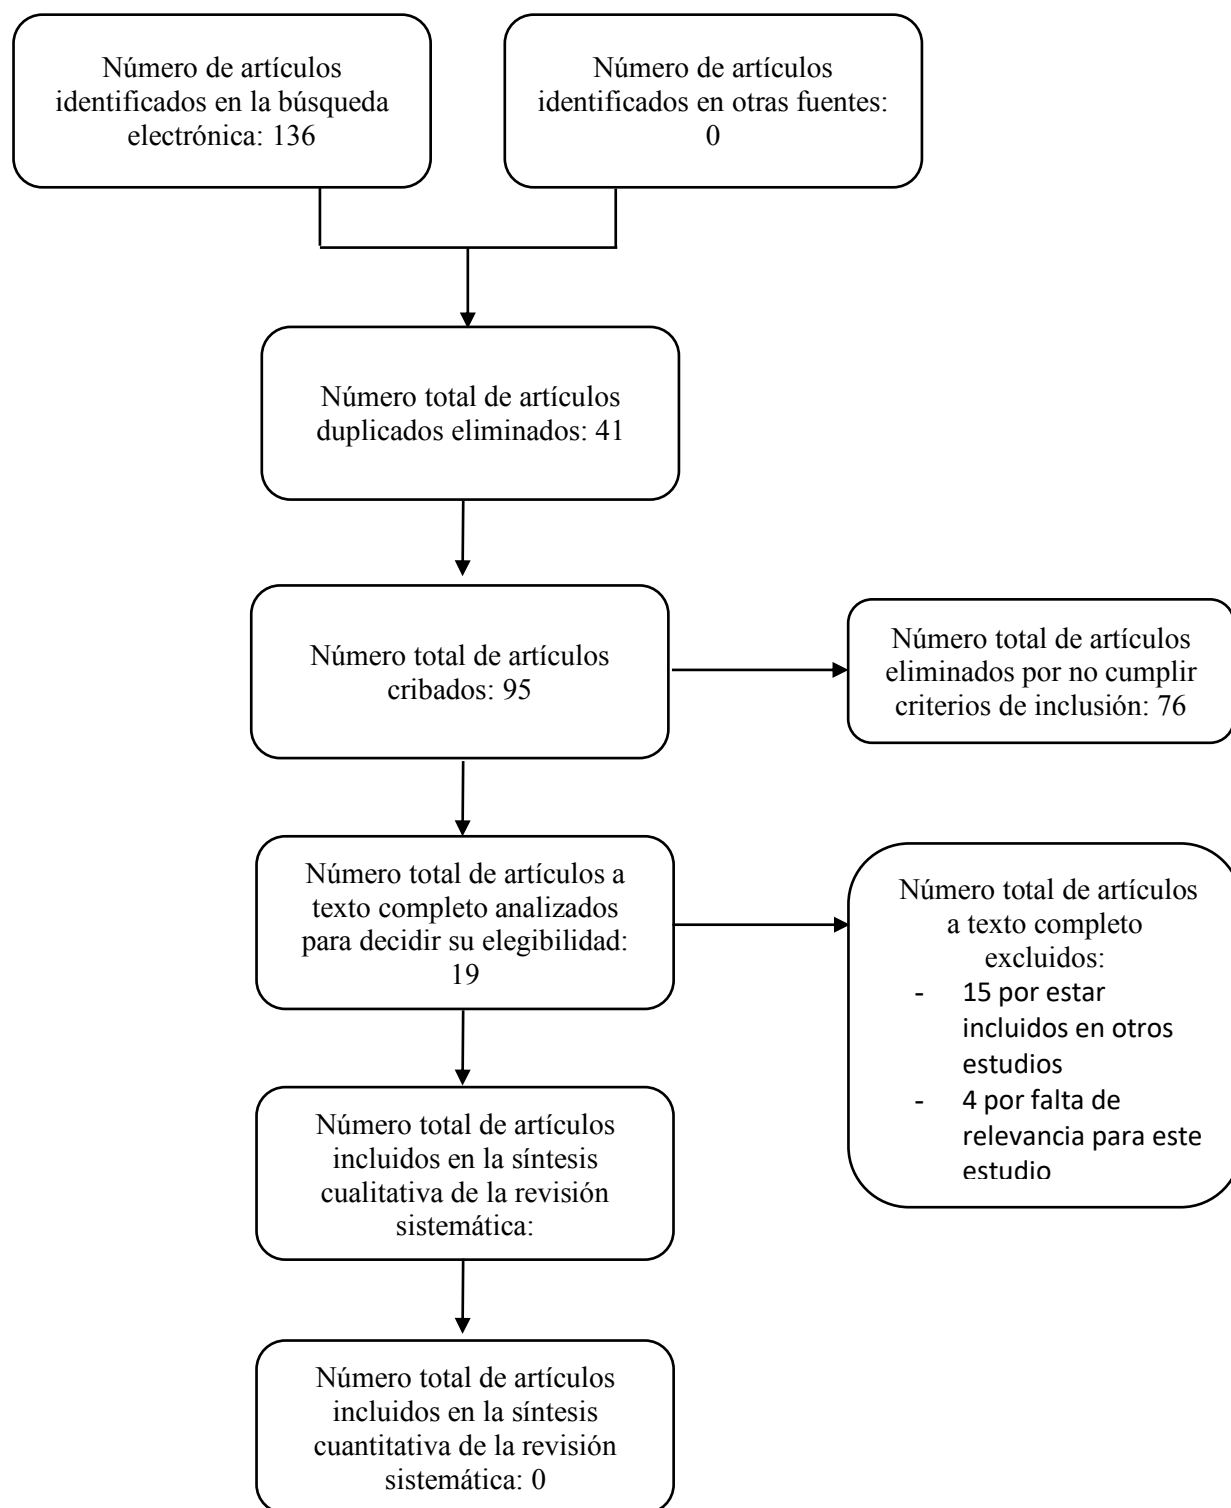 Número de artículos
identificados en la búsqueda
electrónica: 136
Número de artículos
identificados en otras fuentes:
0
Número total de artículos
duplicados eliminados: 41
Número total de artículos
cribados: 95
Número total de artículos
eliminados por no cumplir
criterios de inclusión: 76
Número total de artículos a
texto completo analizados
para decidir su elegibilidad:
19
Número total de artículos
a texto completo
excluidos:
- 15 por estar
incluidos en otros
estudios
- 4 por falta de
relevancia para este
estudio
Número total de artículos
incluidos en la síntesis
cualitativa de la revisión
sistemática:
Número total de artículos
incluidos en la síntesis
cuantitativa de la revisión
sistemática: 0